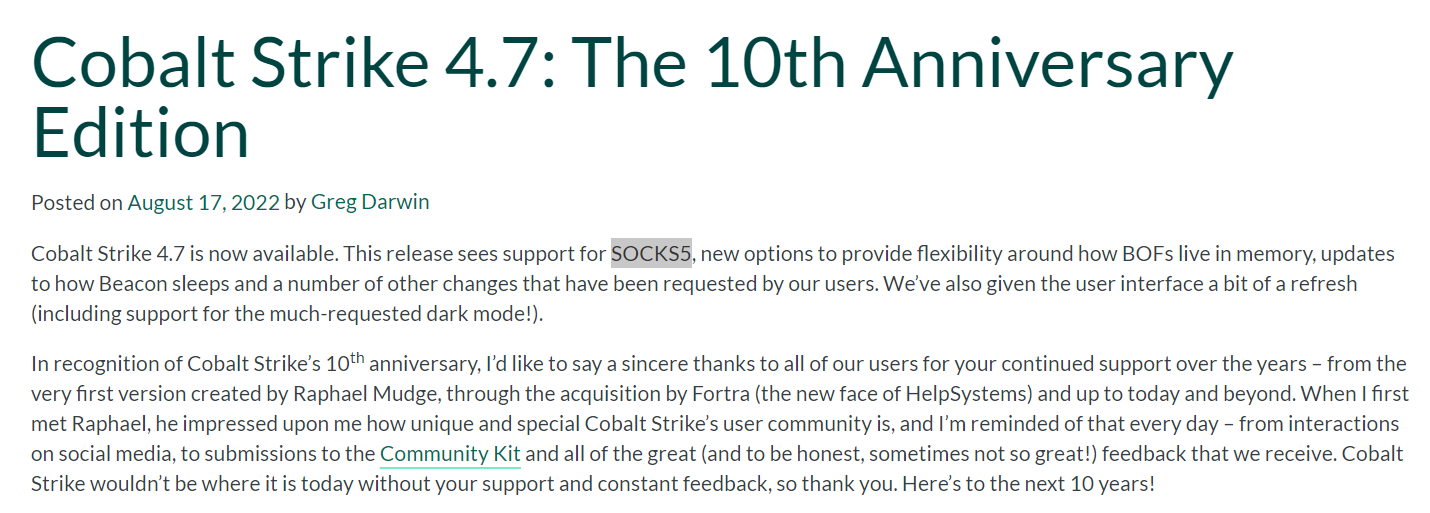 Cobalt Strike 4.7: The 10th Anniversary
Edition
Posted on August 17, 2022 by Greg Darwin
Cobalt Strike 4.7 is now available. This release sees support for SOCKS5, new options to provide flexibility around how BOFs live in memory, updates
to how Beacon sleeps and a number of other changes that have been requested by our users. We’ve also given the user interface a bit of a refresh
(including support for the much-requested dark mode!).
In recognition of Cobalt Strike’s 10th anniversary, I’d like to say a sincere thanks to all of our users for your continued support over the years – from the
very first version created by Raphael Mudge, through the acquisition by Fortra (the new face of HelpSystems) and up to today and beyond. When I first
met Raphael, he impressed upon me how unique and special Cobalt Strike’s user community is, and I’m reminded of that every day – from interactions
on social media, to submissions to the Community Kit and all of the great (and to be honest, sometimes not so great!) feedback that we receive. Cobalt
Strike wouldn’t be where it is today without your support and constant feedback, so thank you. Here’s to the next 10 years!